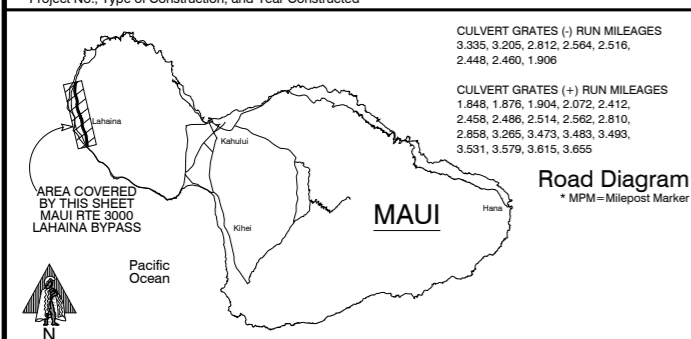 Project No., Type of Construction, and Year Constructed
CULVERT GRATES (-) RUN MILEAGES
3.335, 3.205, 2.812, 2.564, 2.516,
2.448, 2.460, 1.906
CULVERT GRATES (+) RUN MILEAGES
1.848, 1.876, 1.904, 2.072, 2.412,
2.458, 2.486, 2.514, 2.562, 2.810,
2.858, 3.265, 3.473, 3.483, 3.493,
3.531, 3.579, 3.615, 3.655
Road Diagram
* MPM=Milepost Marker
Lahaina
Kahului
AREA COVERED
BY THIS SHEET
MAUI RTE 3000
LAHAINA BYPASS
MAUI
Hana
Kihei
Pacific
Ocean
N